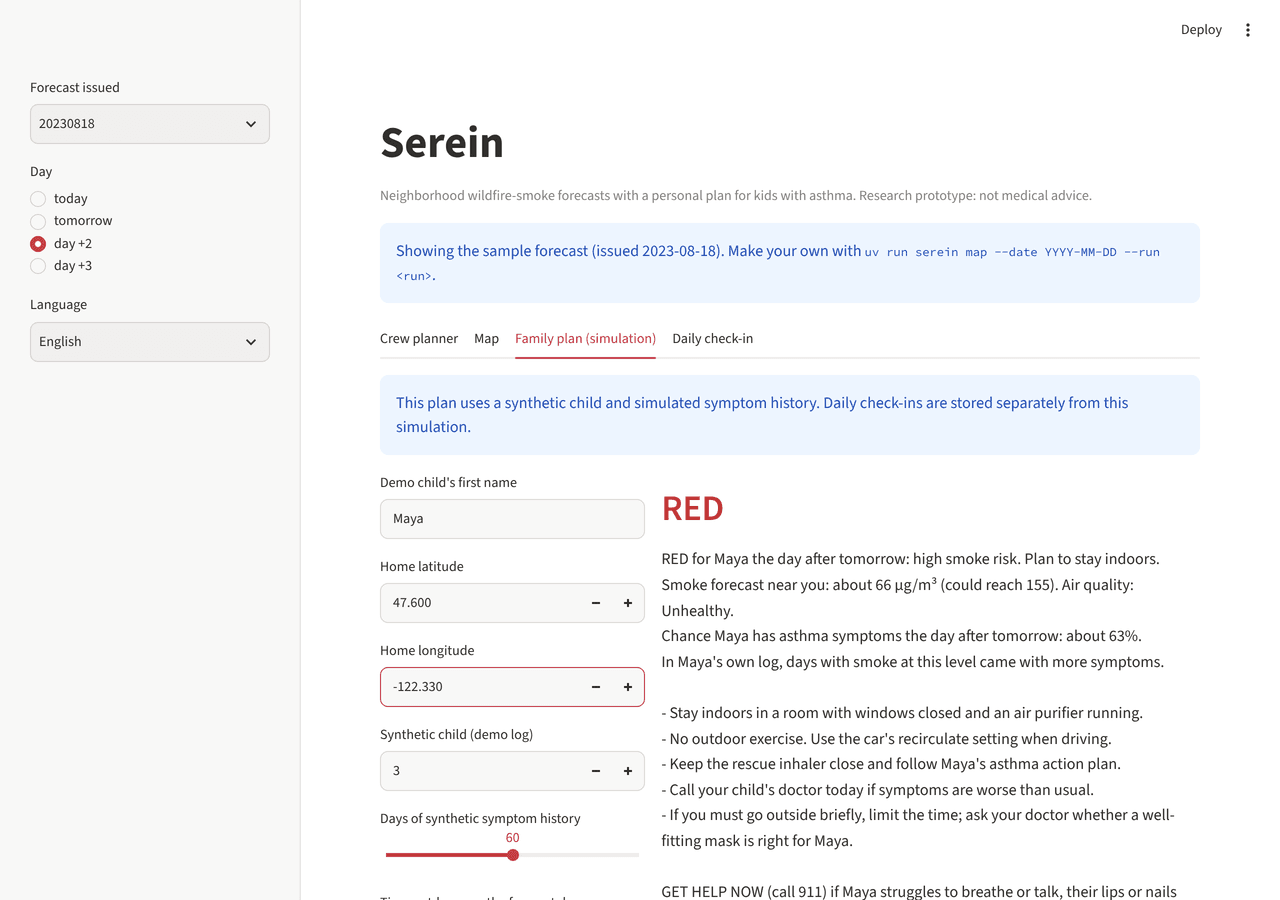 Deploy
Forecast issued
20230818
Day
today
tomorrow
day +2
day +3
Language
English
Serein
Neighborhood wildfire-smoke forecasts with a personal plan for kids with asthma. Research prototype: not medical advice.
Showing the sample forecast (issued 2023-08-18). Make your own with uv run serein map --date YYYY-MM-DD --run
<run>.
Crew planner Map Family plan (simulation) Daily check-in
This plan uses a synthetic child and simulated symptom history. Daily check-ins are stored separately from this
simulation.
Demo child's first name
Maya
Home latitude
47.600
Home longitude
-122.330
Synthetic child (demo log)
3
Days of synthetic symptom history
60
RED
RED for Maya the day after tomorrow: high smoke risk. Plan to stay indoors.
Smoke forecast near you: about 66 µg/m³ (could reach 155). Air quality:
Unhealthy.
Chance Maya has asthma symptoms the day after tomorrow: about 63%.
In Maya's own log, days with smoke at this level came with more symptoms.
- Stay indoors in a room with windows closed and an air purifier running.
- No outdoor exercise. Use the car's recirculate setting when driving.
- Keep the rescue inhaler close and follow Maya's asthma action plan.
- Call your child's doctor today if symptoms are worse than usual.
- If you must go outside briefly, limit the time; ask your doctor whether a well-
fitting mask is right for Maya.
GET HELP NOW (call 911) if Maya struggles to breathe or talk, their lips or nails